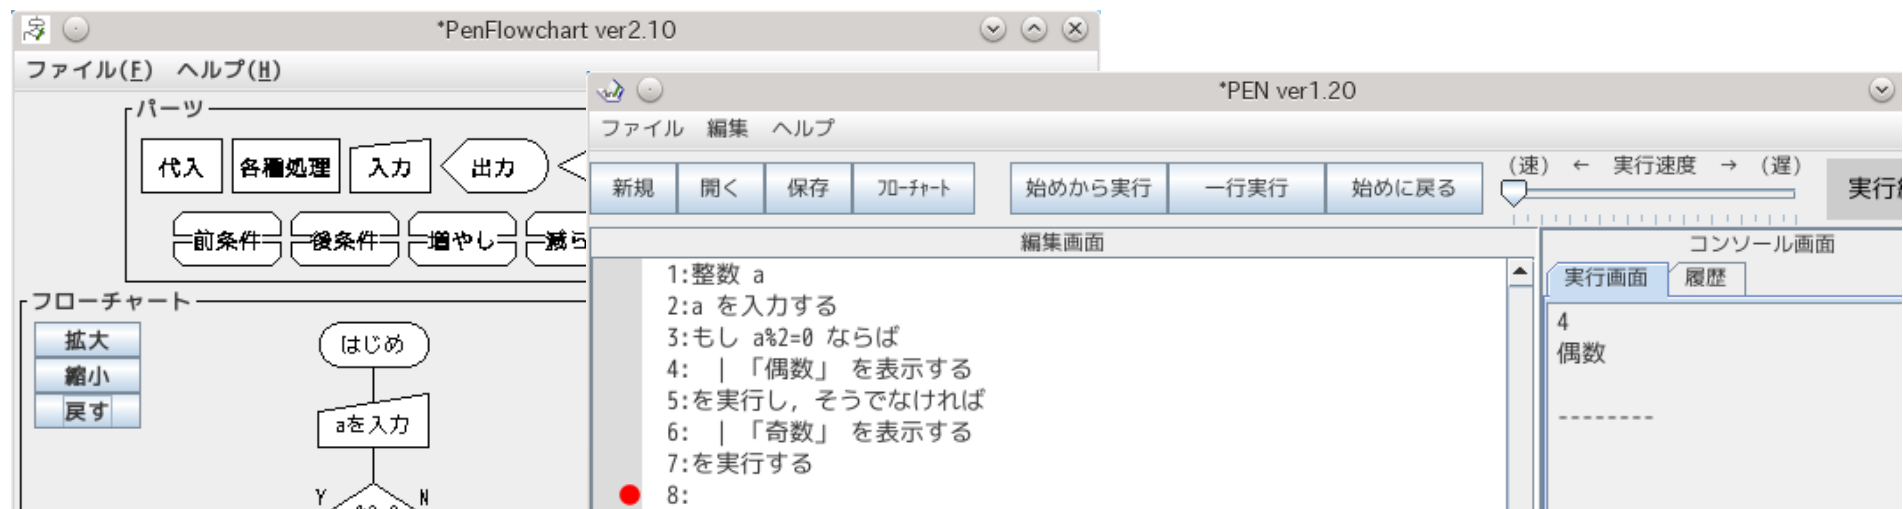 *PenFlowchart ver2.10
ファイル(F) ヘルプ(H)
パーツ
代入 各種処理 入力 出力
前条件 後条件 増やし 減ら
フローチャート
拡大
縮小
戻す
はじめ
aを入力
Y N
*PEN ver1.20
ファイル 編集 ヘルプ
新規 開く 保存 フローチャート 始めから実行 一行実行 始めに戻る
(速) ← 実行速度 → (遅)
実行
編集画面
1:整数 a
2:a を入力する
3:もし a%2=0 ならば
4: | 「偶数」 を表示する
5:を実行し, そうでなければ
6: | 「奇数」 を表示する
7:を実行する
8:
コンソール画面
実行画面 履歴
4
偶数
--------